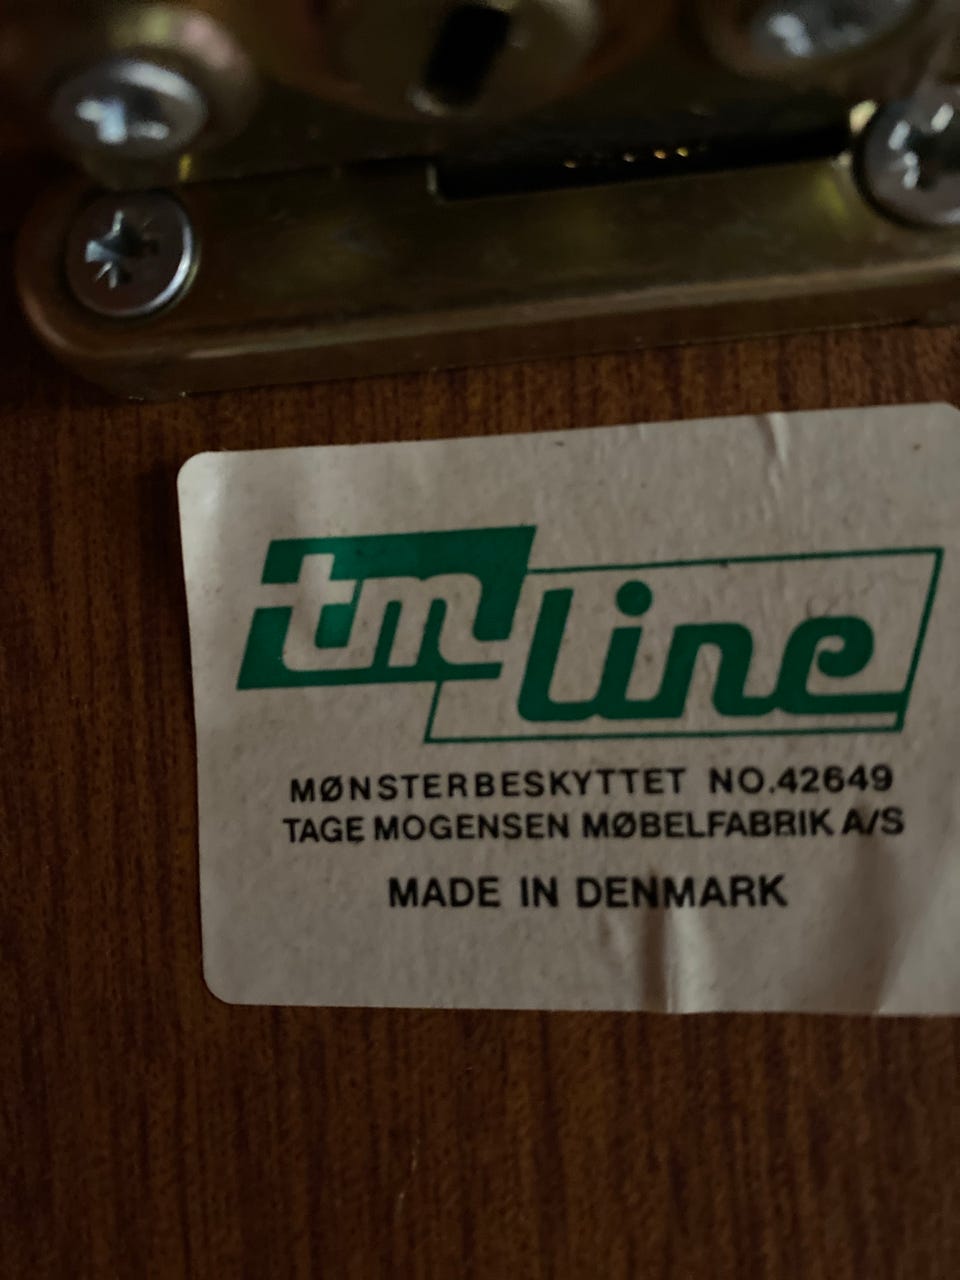 tm line
MØNSTERBESKYTTET NO.42649
TAGE MOGENSEN MØBELFABRIK A/S
MADE IN DENMARK